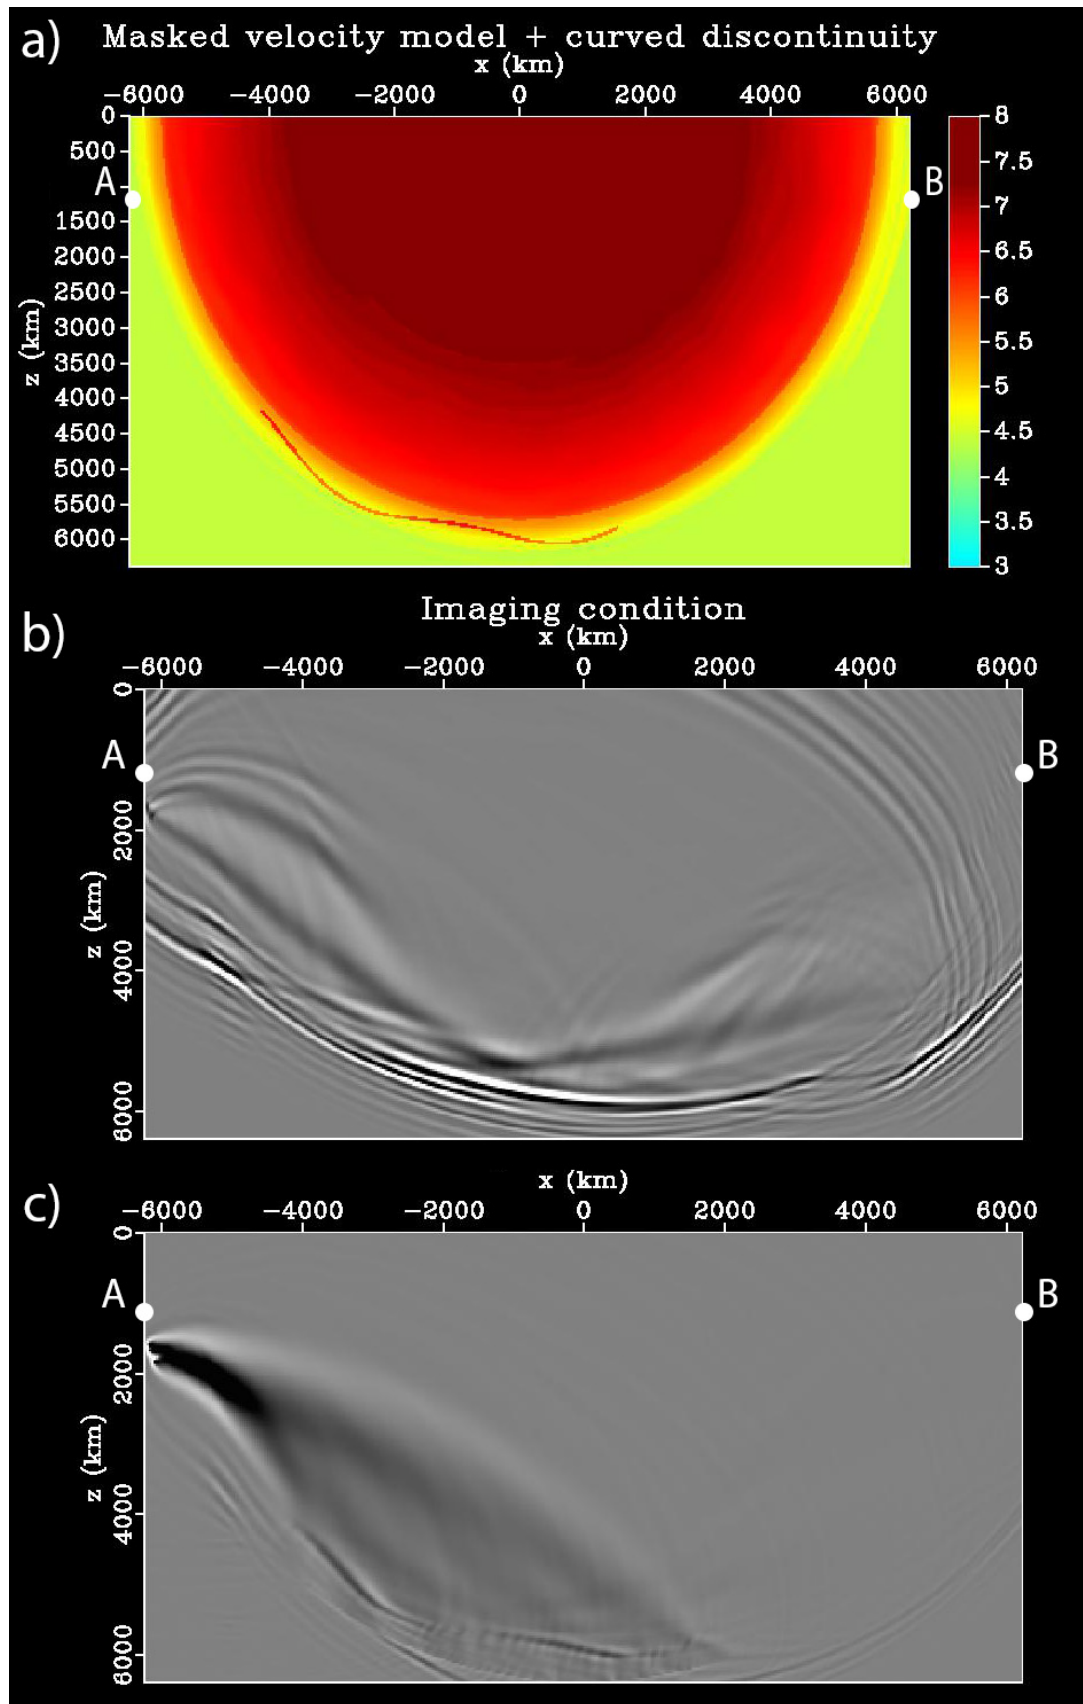 a) Masked velocity model + curved discontinuity
x (km)
−6000 −4000 −2000 0 2000 4000 6000
0
500
A
B
1500
2000
2500
3000
3500
4000
4500
5000
5500
6000
z (km)
8
7.5
7
6.5
6
5.5
5
4.5
4
3.5
3
b) Imaging condition
x (km)
−6000 −4000 −2000 0 2000 4000 6000
0
A
B
2000
4000
6000
z (km)
c)
x (km)
−6000 −4000 −2000 0 2000 4000 6000
0
A
B
2000
4000
6000
z (km)